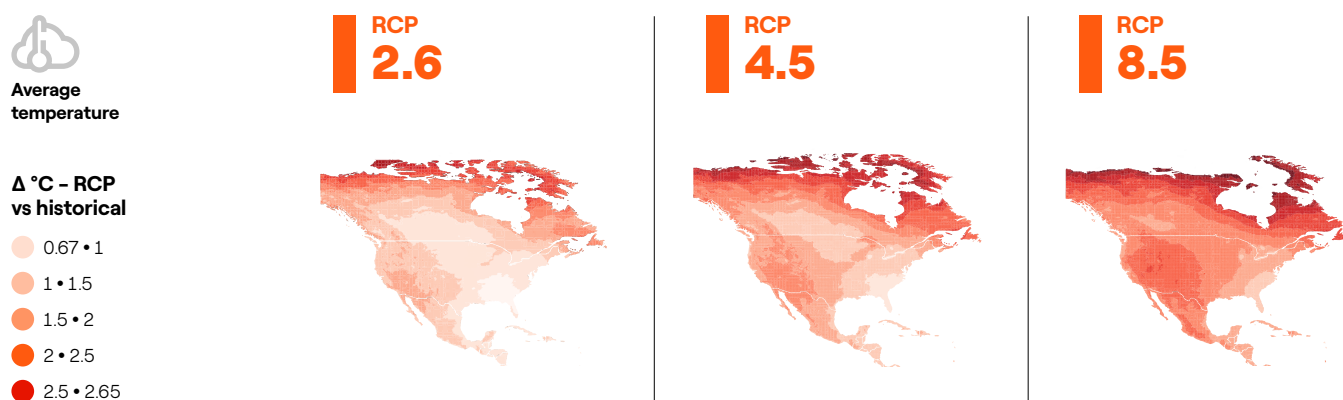 Average
temperature
Δ °C - RCP
vs historical
0.67 • 1
1 • 1.5
1.5 • 2
2 • 2.5
2.5 • 2.65
RCP
2.6
RCP
4.5
RCP
8.5